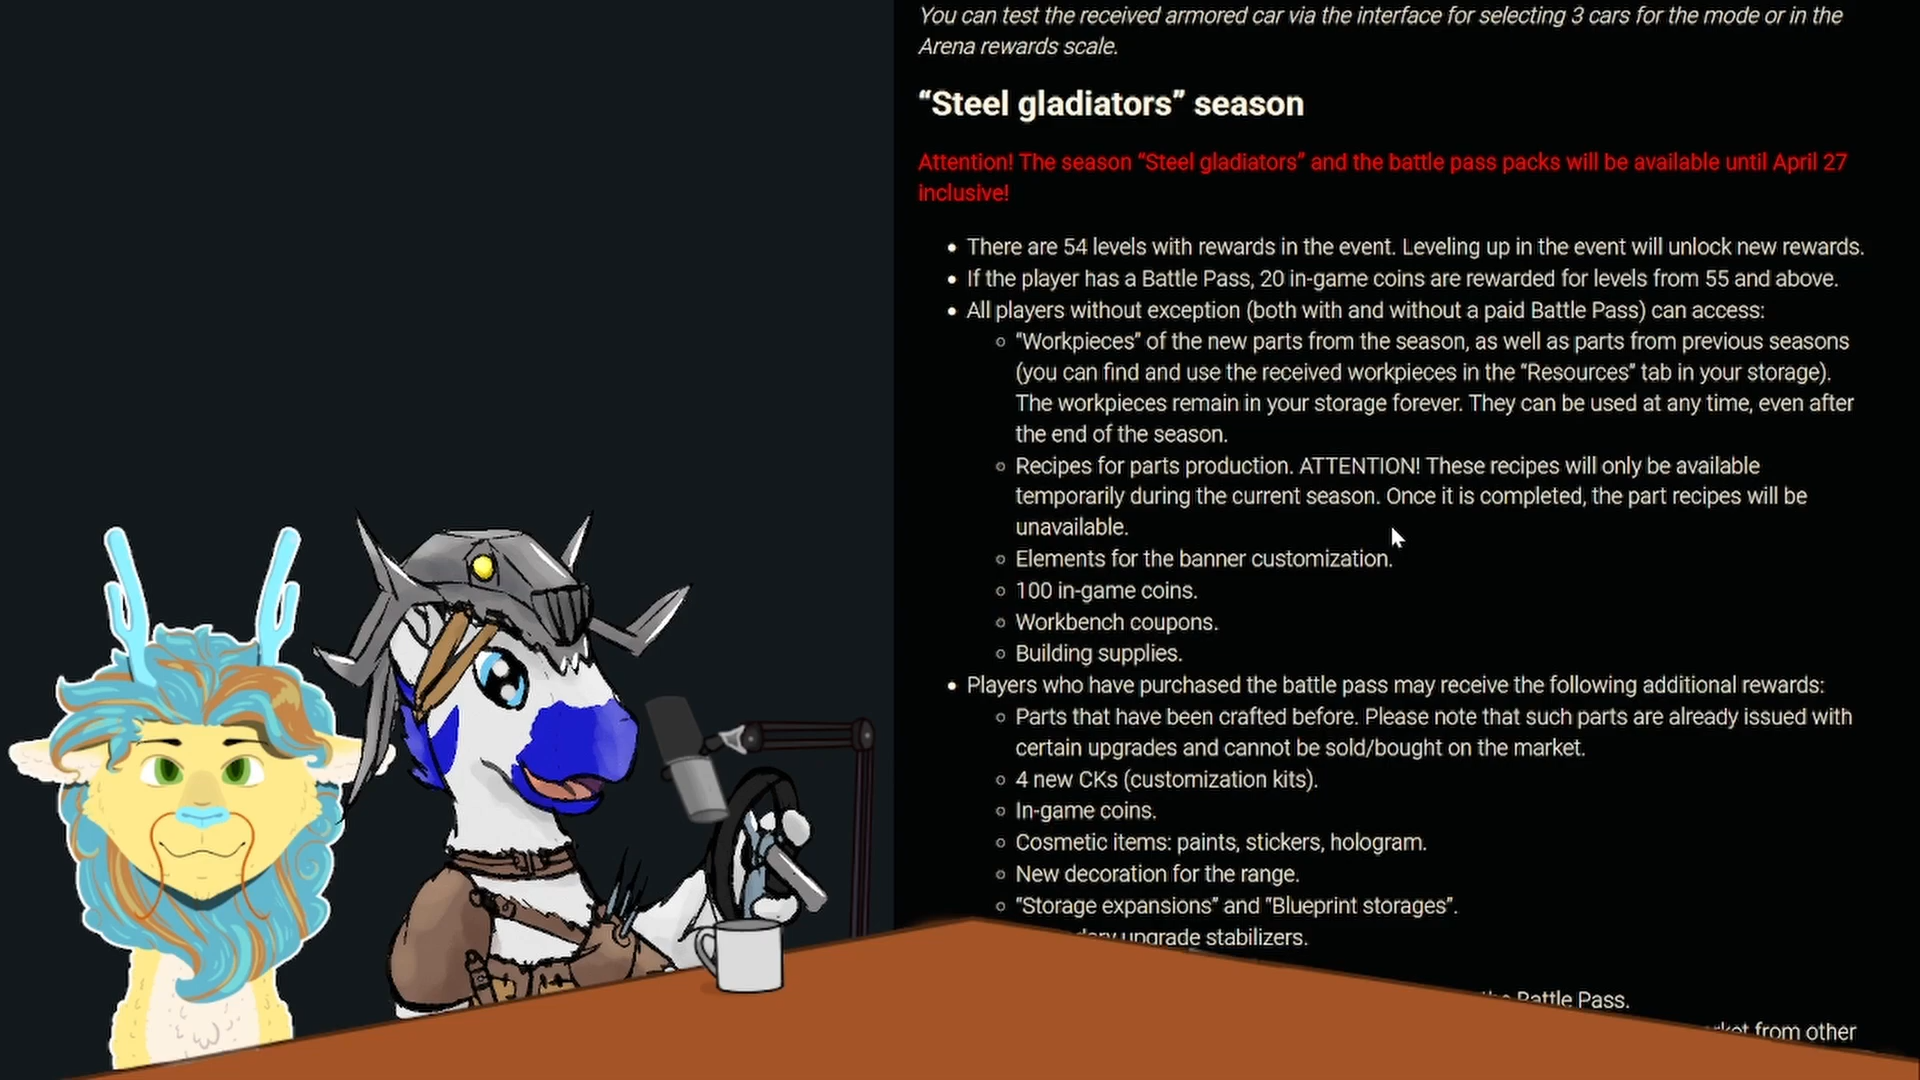 You can test the received armored car via the interface for selecting 3 cars for the mode or in the
Arena rewards scale.
“Steel gladiators” season
Attention! The season “Steel gladiators” and the battle pass packs will be available until April 27
inclusive!
There are 54 levels with rewards in the event. Leveling up in the event will unlock new rewards.
If the player has a Battle Pass, 20 in-game coins are rewarded for levels from 55 and above.
All players without exception (both with and without a paid Battle Pass) can access:
“Workpieces” of the new parts from the season, as well as parts from previous seasons
(you can find and use the received workpieces in the “Resources” tab in your storage).
The workpieces remain in your storage forever. They can be used at any time, even after
the end of the season.
Recipes for parts production. ATTENTION! These recipes will only be available
temporarily during the current season. Once it is completed, the part recipes will be
unavailable.
Elements for the banner customization.
100 in-game coins.
Workbench coupons.
Building supplies.
Players who have purchased the battle pass may receive the following additional rewards:
Parts that have been crafted before. Please note that such parts are already issued with
certain upgrades and cannot be sold/bought on the market.
4 new CKs (customization kits).
In-game coins.
Cosmetic items: paints, stickers, hologram.
New decoration for the range.
“Storage expansions” and “Blueprint storages”.
upgrade stabilizers.
Battle Pass.
from other